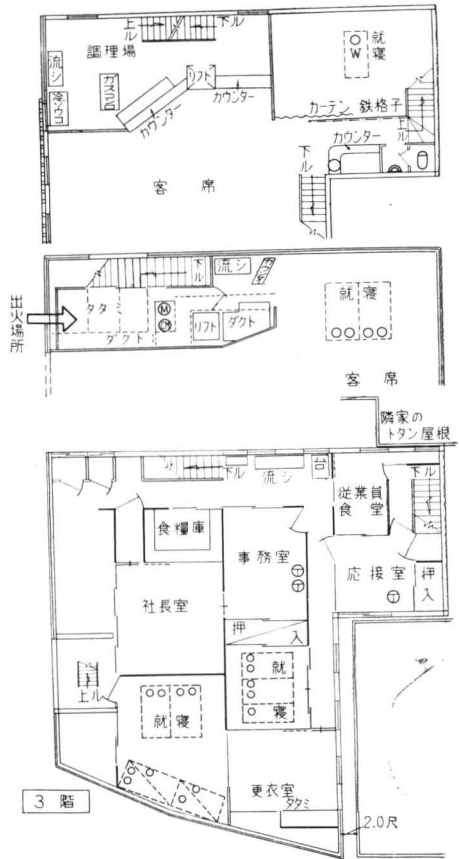 上ル
下ル
調理場
流シ
冷ゾウコ
ガスコロ
リフト
カウンター
カウンター
就寝
W
カーテン 鉄格子
上ル
カウンター
下ル
客席
出火場所
タタミ
ダクト
下ル
流シ
M
リフト
ダクト
就寝
客席
隣家の
トタン屋根
下ル
流シ
台
従業員
食堂
下ル
食糧庫
事務室
応接室
押入
社長室
押入
上ル
就寝
就寝
更衣室
タタミ
3階
2.0尺